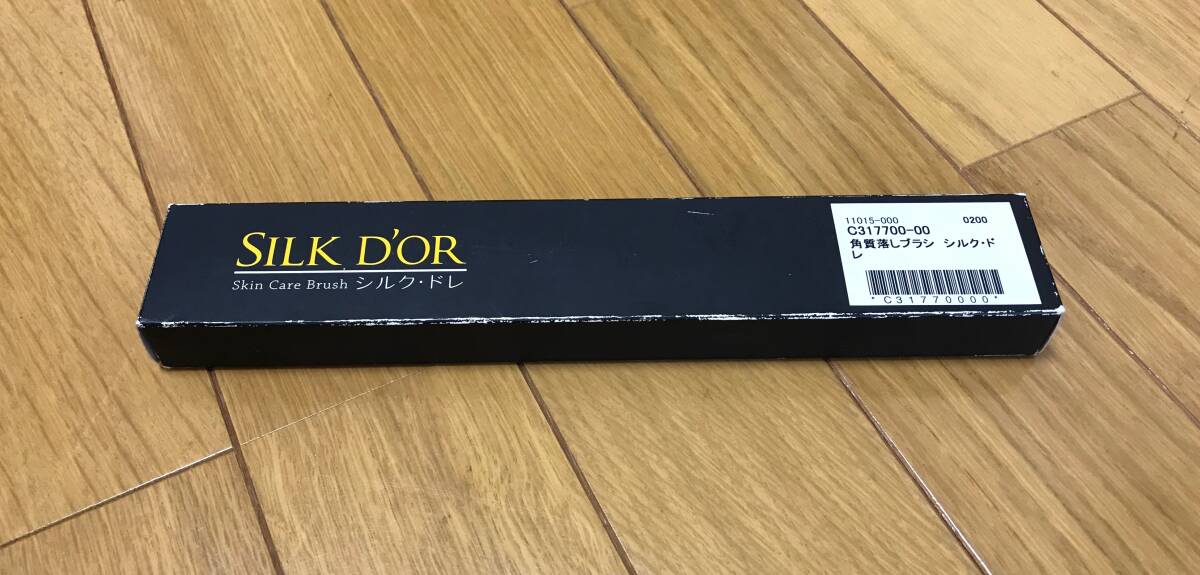 SILK D'OR
Skin Care Brush シルク・ドレ
11015-000 0200
C317700-00
角質落しブラシ シルク・ド
レ
*C31770000*